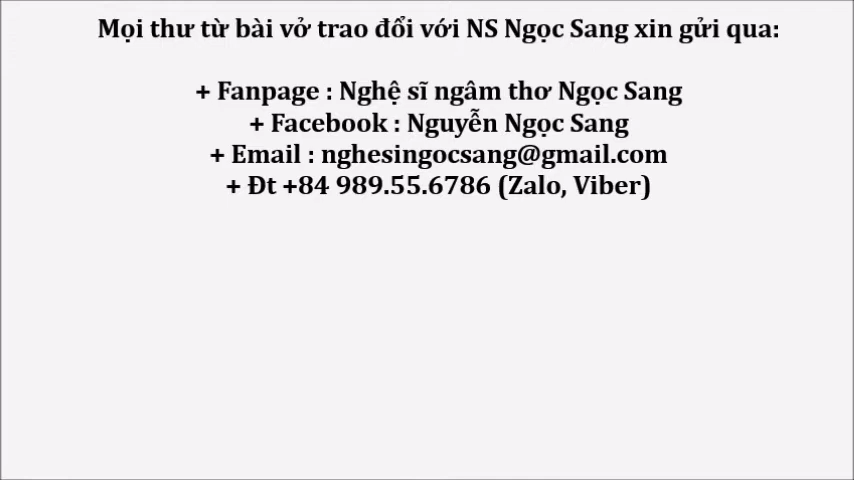 Mọi thư từ bài vở trao đổi với NS Ngọc Sang xin gửi qua:
+ Fanpage : Nghệ sĩ ngâm thơ Ngọc Sang
+ Facebook : Nguyễn Ngọc Sang
+ Email : nghesingocsang@gmail.com
+ Đt +84 989.55.6786 (Zalo, Viber)